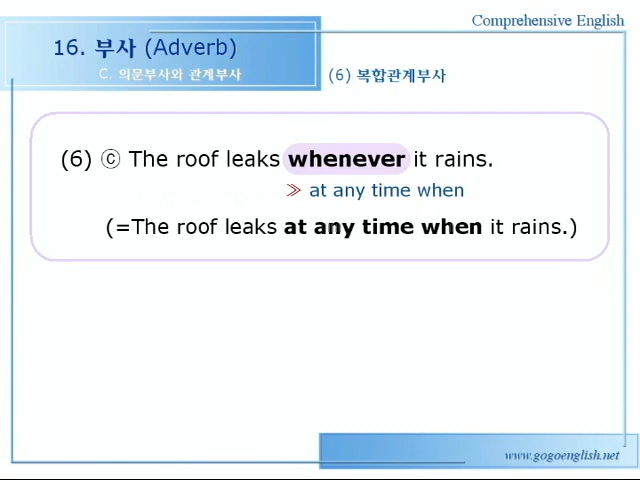 Comprehensive English
16. 부사 (Adverb)
C. 의문부사와 관계부사
(6) 복합관계부사
(6) ⓒ The roof leaks whenever it rains.
≫ at any time when
(=The roof leaks at any time when it rains.)
www.gogoenglish.net